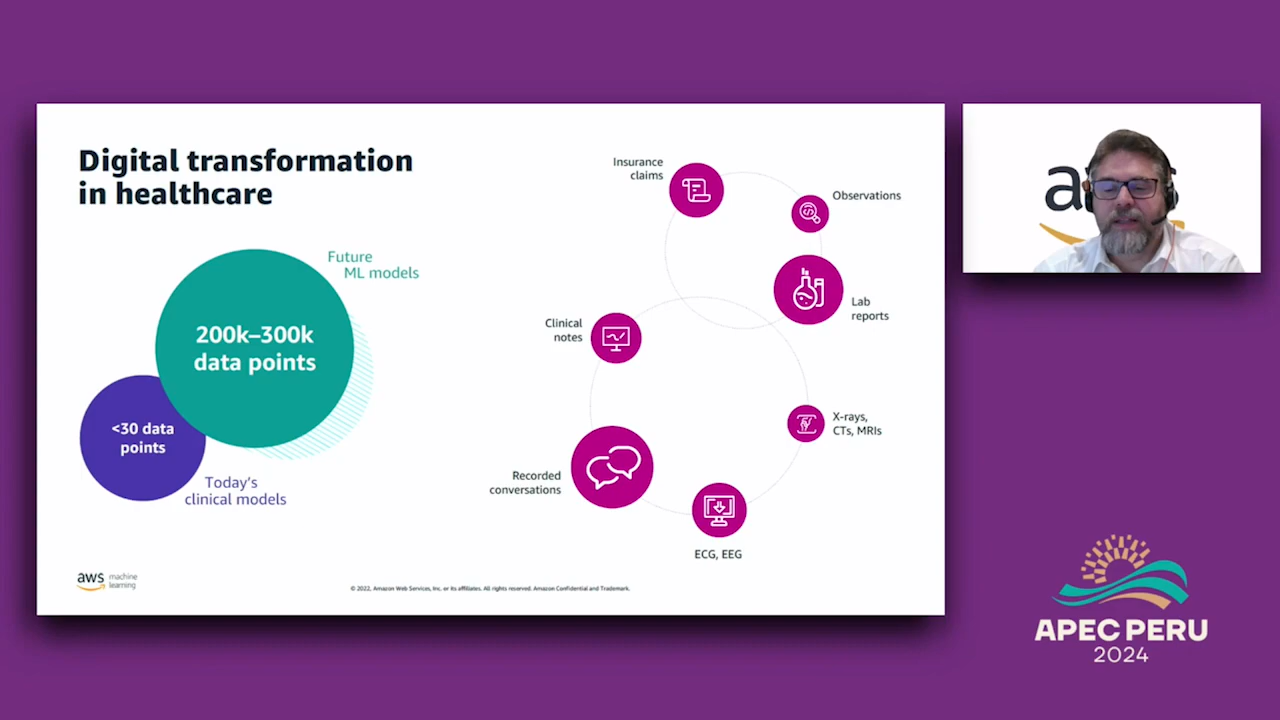 Digital transformation
in healthcare
Future
ML models
200k–300k
data points
<30 data
points
Today's
clinical models
Insurance
claims
Observations
Lab
reports
Clinical
notes
X-rays,
CTs, MRIs
Recorded
conversations
ECG, EEG
aws machine
learning
© 2022, Amazon Web Services, Inc. or its affiliates. All rights reserved. Amazon Confidential and Trademark.
APEC PERU
2024